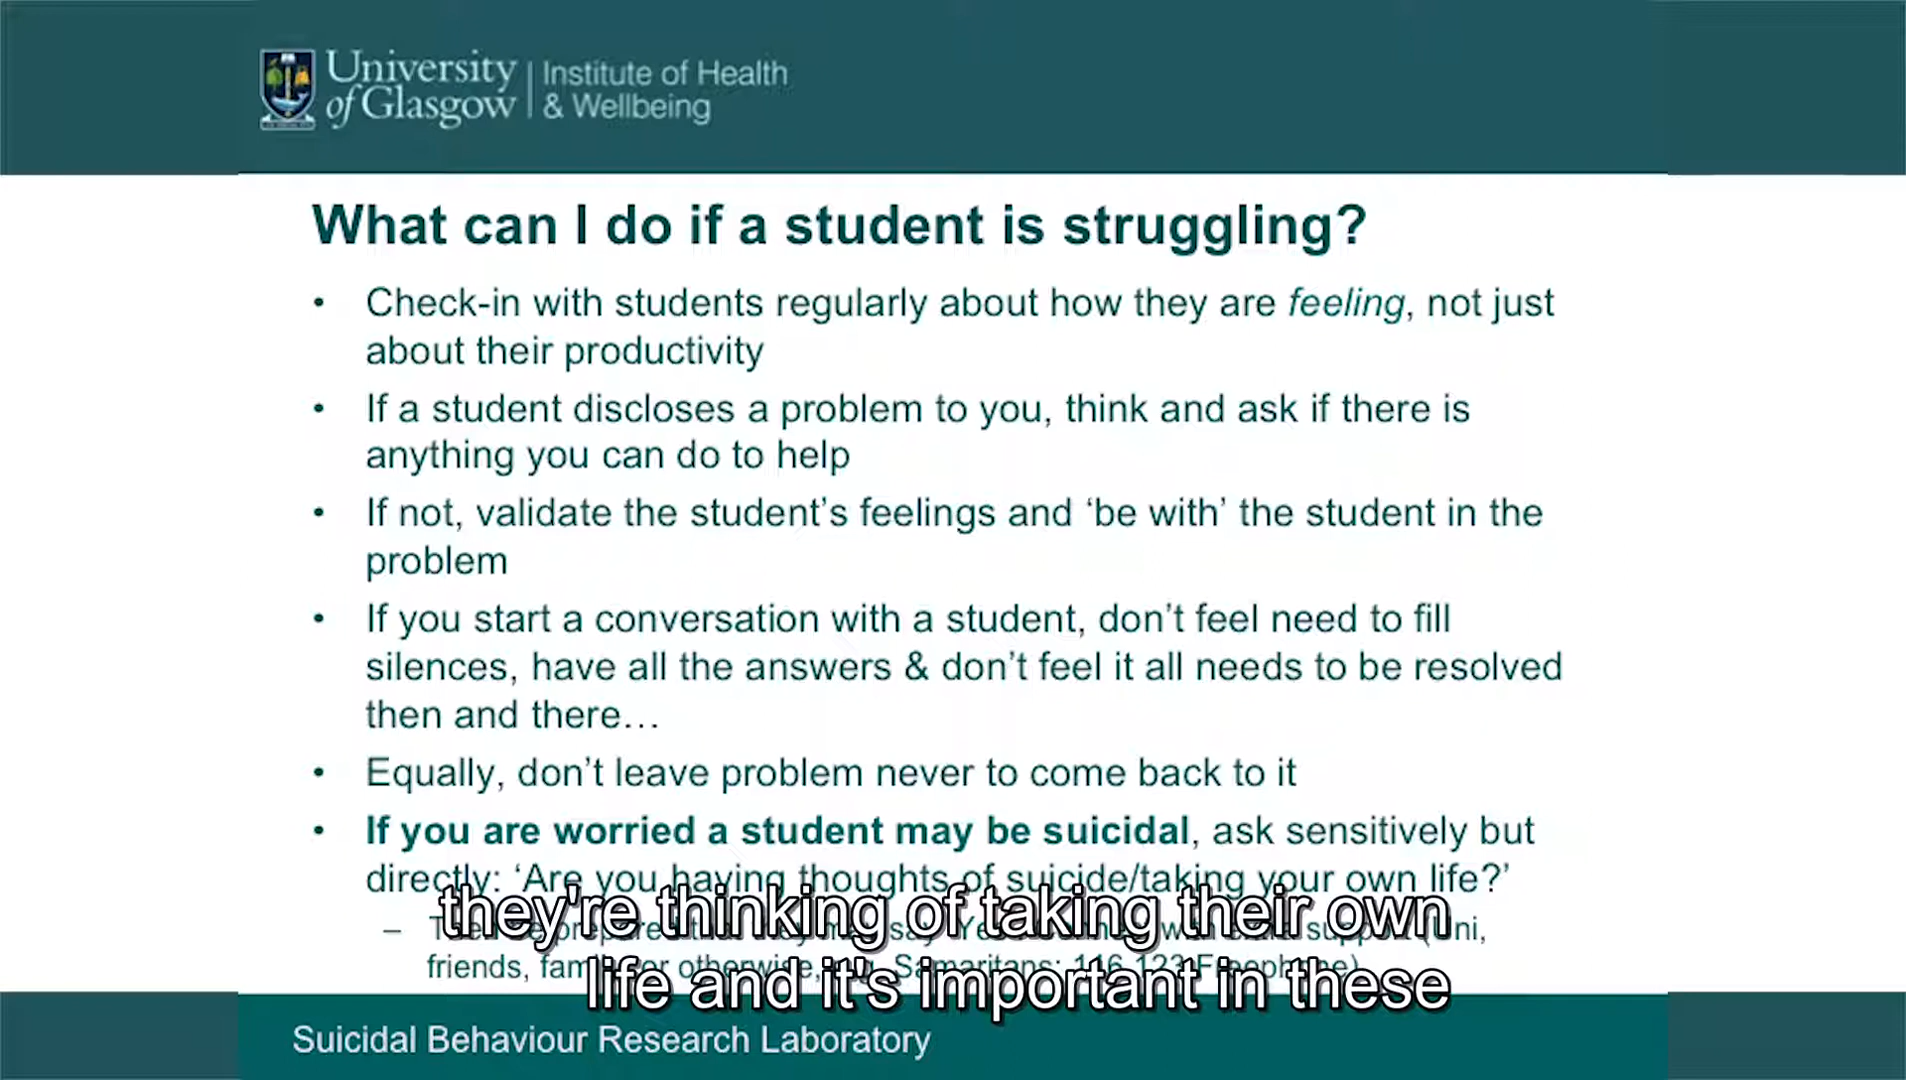 University
of Glasgow
Institute of Health
& Wellbeing
What can I do if a student is struggling?
• Check-in with students regularly about how they are feeling, not just
about their productivity
• If a student discloses a problem to you, think and ask if there is
anything you can do to help
• If not, validate the student’s feelings and ‘be with’ the student in the
problem
• If you start a conversation with a student, don’t feel need to fill
silences, have all the answers & don’t feel it all needs to be resolved
then and there…
• Equally, don’t leave problem never to come back to it
• If you are worried a student may be suicidal, ask sensitively but
directly: ‘Are you having thoughts of suicide/taking your own life?’
they're thinking of taking their own
– be prepared say support (Uni,
friends, or otherwise, Samaritans: 116 123 Freephone)
life and it's important in these
Suicidal Behaviour Research Laboratory